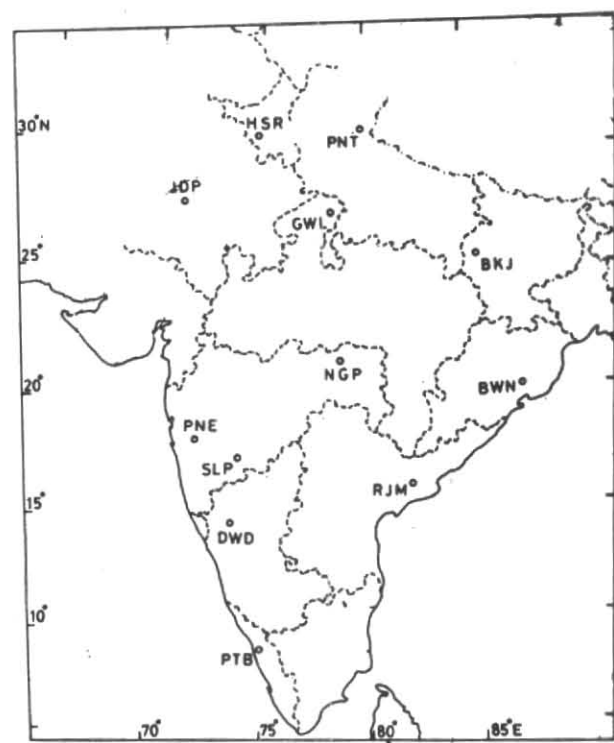 HSR
30°N
PNT
JDP
GWL
25°
BKJ
NGP
20°
BWN
PNE
SLP
RJM
15°
DWD
10°
PTB
70°
75°
80°
85°E